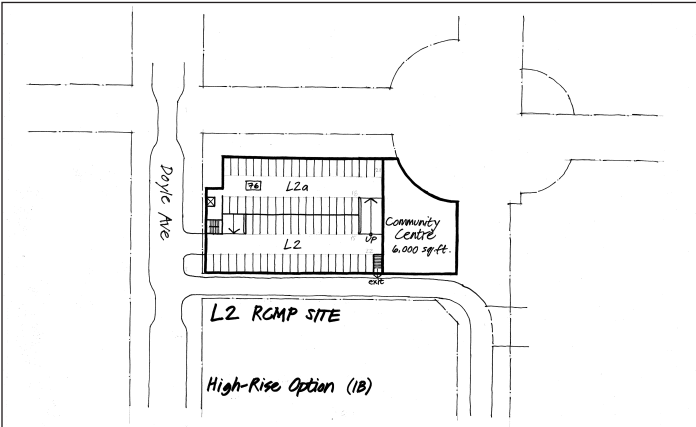 Doyle Ave
76
L2a
Community
Centre
6,000 sq ft.
UP
L2
exit
L2 RCMP SITE
High-Rise Option (1B)